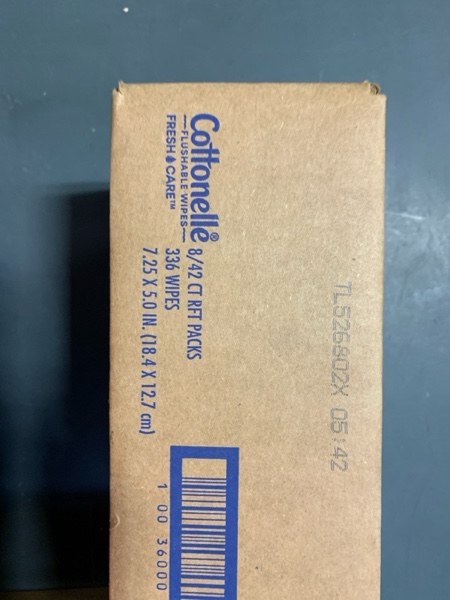 Cottonelle®
FLUSHABLE WIPES
FRESH CARE™
8/42 CT RFT PACKS
336 WIPES
7.25 X 5.0 IN. (18.4 X 12.7 cm)
1 00 36000
TL526802X 05:42